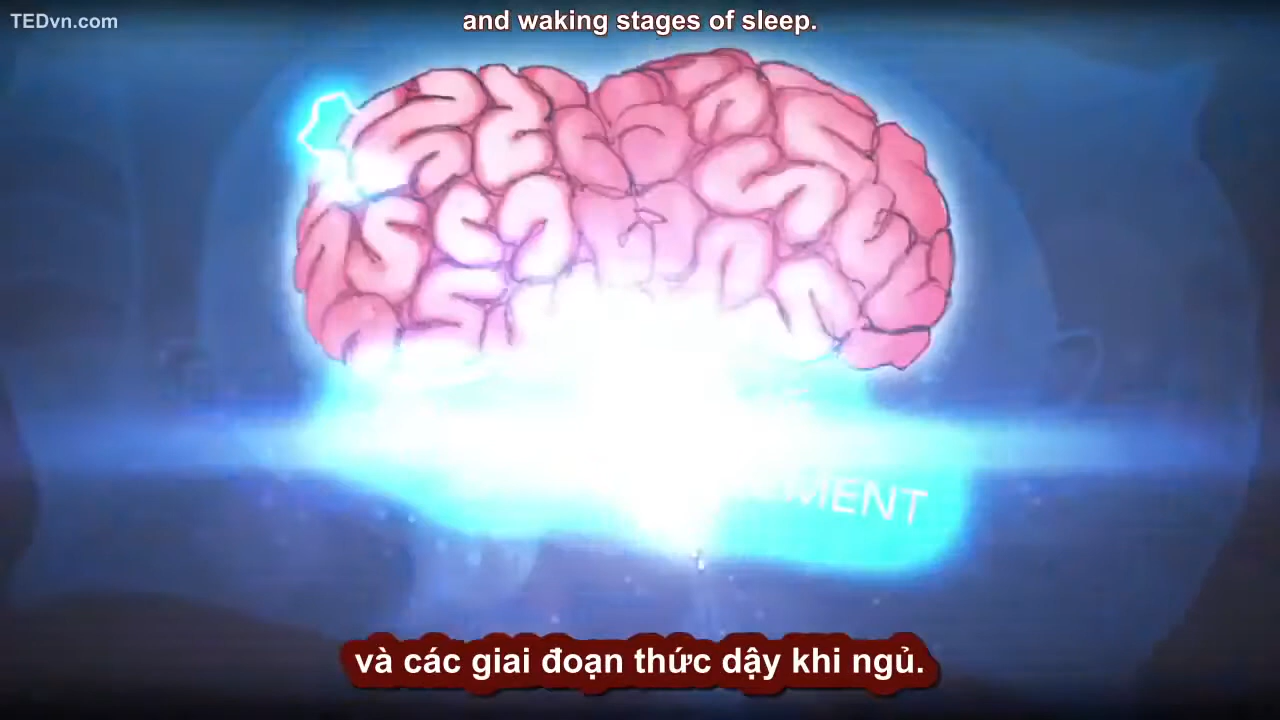 TEDvn.com
and waking stages of sleep.
và các giai đoạn thức dậy khi ngủ.